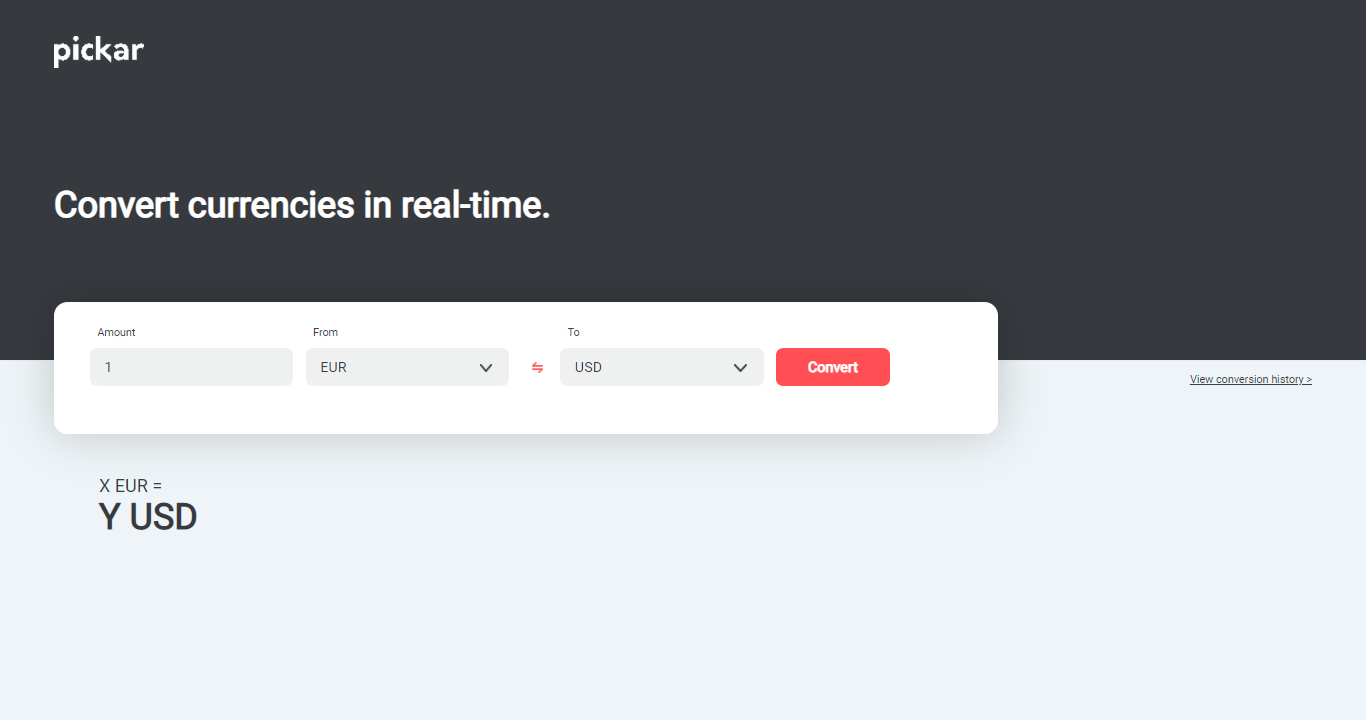 pickar
Convert currencies in real-time.
Amount From To
1 EUR ⇋ USD Convert
View conversion history >
X EUR =
Y USD